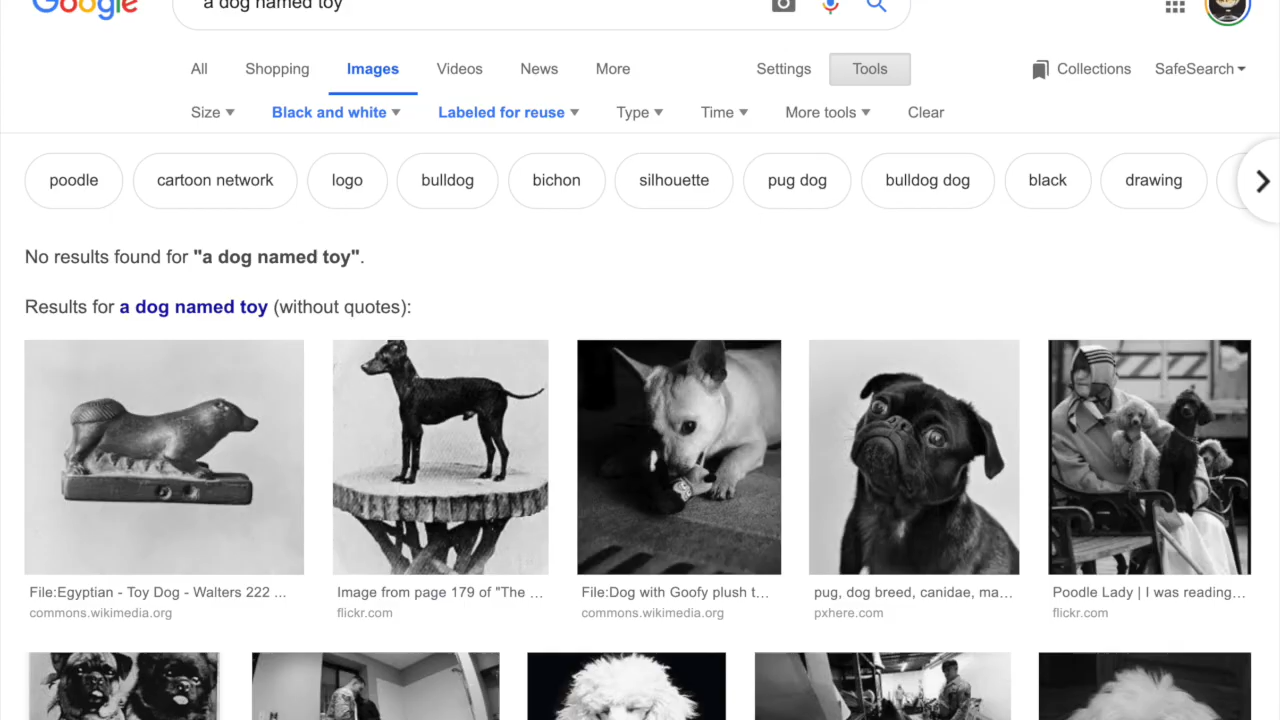 Google
a dog named toy
All Shopping Images Videos News More Settings Tools Collections SafeSearch
Size Black and white Labeled for reuse Type Time More tools Clear
poodle cartoon network logo bulldog bichon silhouette pug dog bulldog dog black drawing
No results found for "a dog named toy".
Results for a dog named toy (without quotes):
File:Egyptian - Toy Dog - Walters 222 ... Image from page 179 of "The ... File:Dog with Goofy plush t... pug, dog breed, canidae, ma... Poodle Lady | I was reading...
commons.wikimedia.org flickr.com commons.wikimedia.org pxhere.com flickr.com